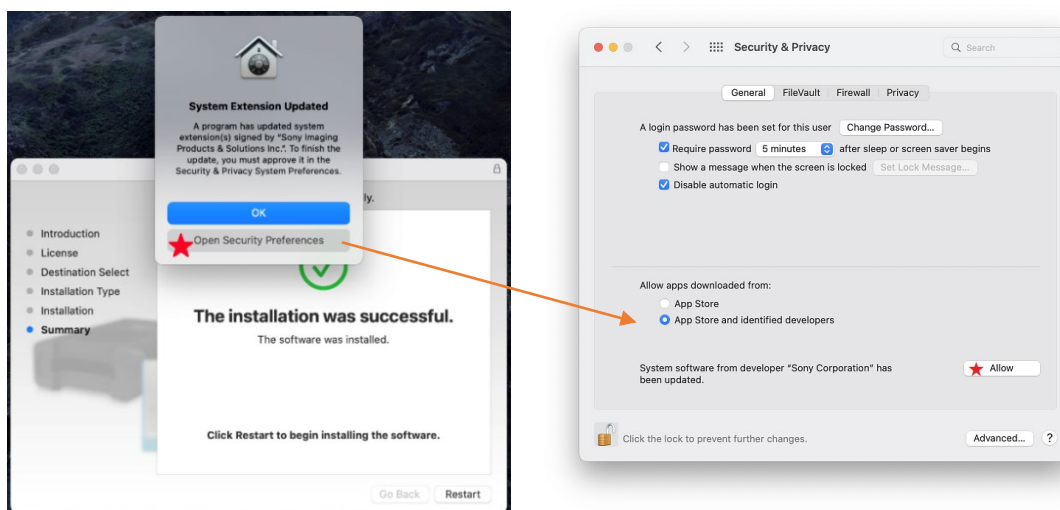 System Extension Updated
A program has updated system
extension(s) signed by "Sony Imaging
Products & Solutions Inc.". To finish the
update, you must approve it in the
Security & Privacy System Preferences.
OK
Open Security Preferences
ly.
Introduction
License
Destination Select
Installation Type
Installation
Summary
The installation was successful.
The software was installed.
Click Restart to begin installing the software.
Go Back
Restart
Security & Privacy
Search
General FileVault Firewall Privacy
A login password has been set for this user Change Password...
Require password 5 minutes after sleep or screen saver begins
Show a message when the screen is locked Set Lock Message...
Disable automatic login
Allow apps downloaded from:
App Store
App Store and identified developers
System software from developer "Sony Corporation" has
been updated.
Allow
Click the lock to prevent further changes.
Advanced... ?